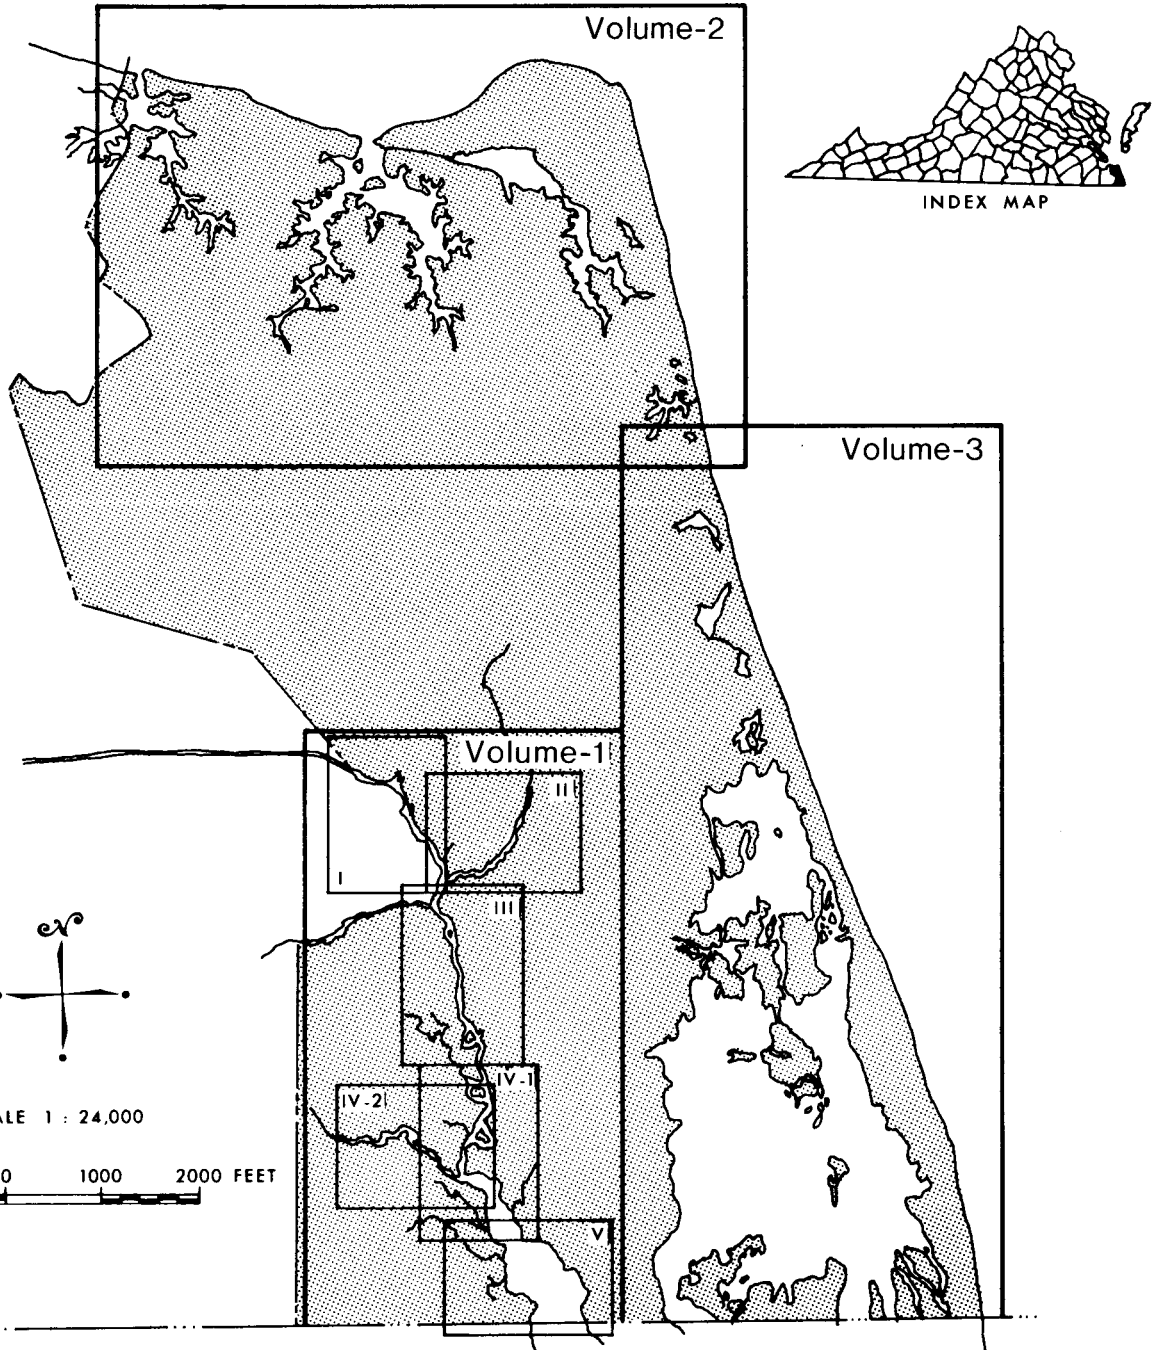 Volume-2
INDEX MAP
Volume-3
Volume-1
II
I
III
N
IV-1
IV-2
ALE 1 : 24,000
0 1000 2000 FEET
V